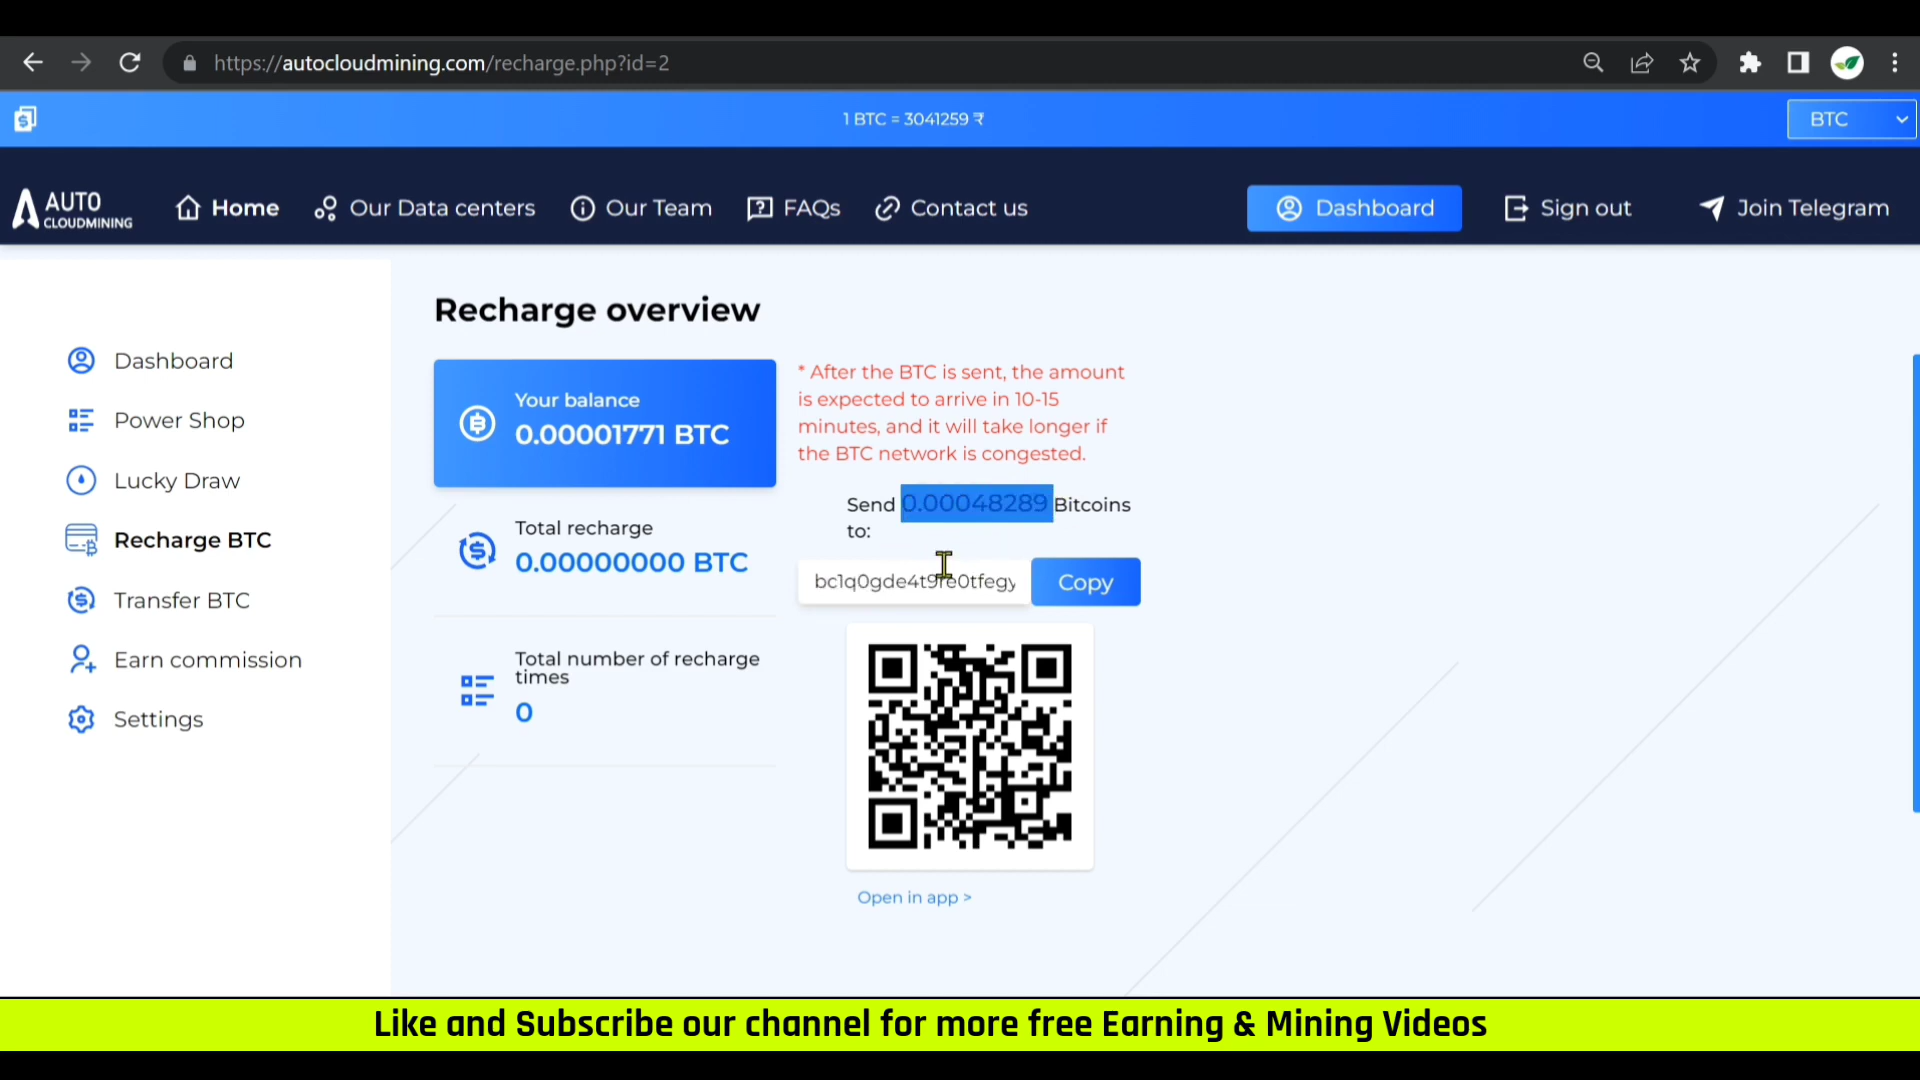 https://autocloudmining.com/recharge.php?id=2
1 BTC = 3041259 ₹
BTC
AUTO
CLOUDMINING
Home
Our Data centers
Our Team
FAQs
Contact us
Dashboard
Sign out
Join Telegram
Dashboard
Power Shop
Lucky Draw
Recharge BTC
Transfer BTC
Earn commission
Settings
Recharge overview
Your balance
0.00001771 BTC
Total recharge
0.00000000 BTC
Total number of recharge
times
0
* After the BTC is sent, the amount
is expected to arrive in 10-15
minutes, and it will take longer if
the BTC network is congested.
Send 0.00048289 Bitcoins
to:
bc1q0gde4t9re0tfegy
Copy
Open in app >
Like and Subscribe our channel for more free Earning & Mining Videos